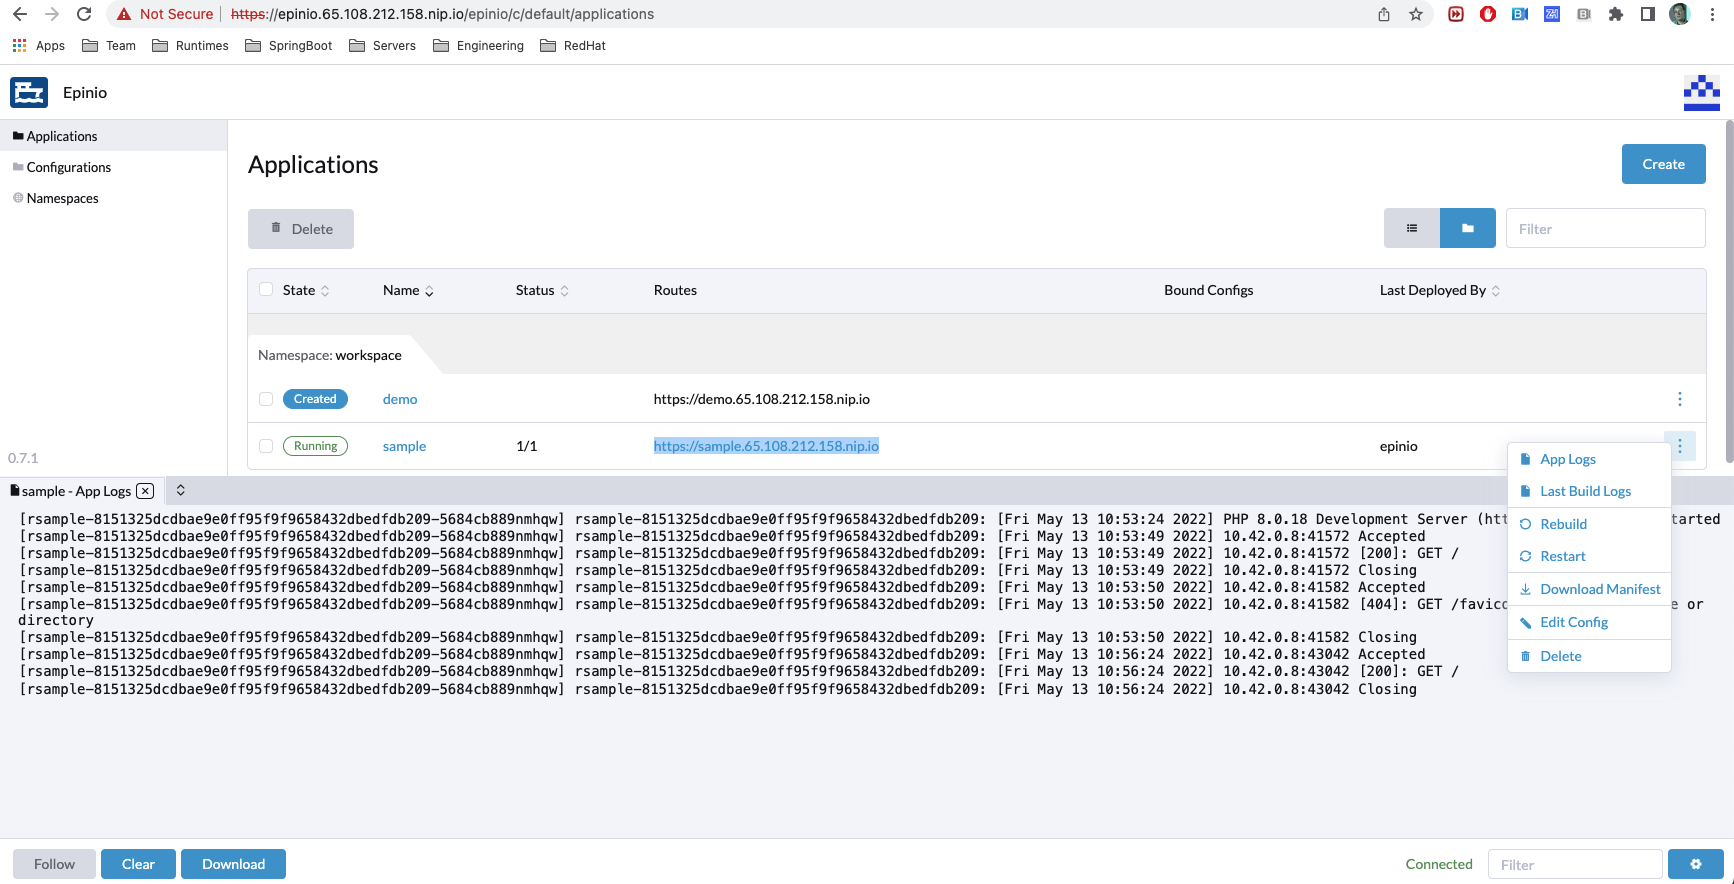 Not Secure https://epinio.65.108.212.158.nip.io/epinio/c/default/applications
Apps Team Runtimes SpringBoot Servers Engineering RedHat
Epinio
Applications
Configurations
Namespaces
0.7.1
Applications
Create
Delete
Filter
State Name Status Routes Bound Configs Last Deployed By
Namespace: workspace
Created demo https://demo.65.108.212.158.nip.io
Running sample 1/1 https://sample.65.108.212.158.nip.io epinio
App Logs
Last Build Logs
Rebuild
Restart
Download Manifest
Edit Config
Delete
sample - App Logs
[rsample-8151325dcdbae9e0ff95f9f9658432dbedfdb209-5684cb889nmhqw] rsample-8151325dcdbae9e0ff95f9f9658432dbedfdb209: [Fri May 13 10:53:24 2022] PHP 8.0.18 Development Server (ht tarted
[rsample-8151325dcdbae9e0ff95f9f9658432dbedfdb209-5684cb889nmhqw] rsample-8151325dcdbae9e0ff95f9f9658432dbedfdb209: [Fri May 13 10:53:49 2022] 10.42.0.8:41572 Accepted
[rsample-8151325dcdbae9e0ff95f9f9658432dbedfdb209-5684cb889nmhqw] rsample-8151325dcdbae9e0ff95f9f9658432dbedfdb209: [Fri May 13 10:53:49 2022] 10.42.0.8:41572 [200]: GET /
[rsample-8151325dcdbae9e0ff95f9f9658432dbedfdb209-5684cb889nmhqw] rsample-8151325dcdbae9e0ff95f9f9658432dbedfdb209: [Fri May 13 10:53:49 2022] 10.42.0.8:41572 Closing
[rsample-8151325dcdbae9e0ff95f9f9658432dbedfdb209-5684cb889nmhqw] rsample-8151325dcdbae9e0ff95f9f9658432dbedfdb209: [Fri May 13 10:53:50 2022] 10.42.0.8:41582 Accepted
[rsample-8151325dcdbae9e0ff95f9f9658432dbedfdb209-5684cb889nmhqw] rsample-8151325dcdbae9e0ff95f9f9658432dbedfdb209: [Fri May 13 10:53:50 2022] 10.42.0.8:41582 [404]: GET /favic e or
directory
[rsample-8151325dcdbae9e0ff95f9f9658432dbedfdb209-5684cb889nmhqw] rsample-8151325dcdbae9e0ff95f9f9658432dbedfdb209: [Fri May 13 10:53:50 2022] 10.42.0.8:41582 Closing
[rsample-8151325dcdbae9e0ff95f9f9658432dbedfdb209-5684cb889nmhqw] rsample-8151325dcdbae9e0ff95f9f9658432dbedfdb209: [Fri May 13 10:56:24 2022] 10.42.0.8:43042 Accepted
[rsample-8151325dcdbae9e0ff95f9f9658432dbedfdb209-5684cb889nmhqw] rsample-8151325dcdbae9e0ff95f9f9658432dbedfdb209: [Fri May 13 10:56:24 2022] 10.42.0.8:43042 [200]: GET /
[rsample-8151325dcdbae9e0ff95f9f9658432dbedfdb209-5684cb889nmhqw] rsample-8151325dcdbae9e0ff95f9f9658432dbedfdb209: [Fri May 13 10:56:24 2022] 10.42.0.8:43042 Closing
Follow Clear Download Connected Filter